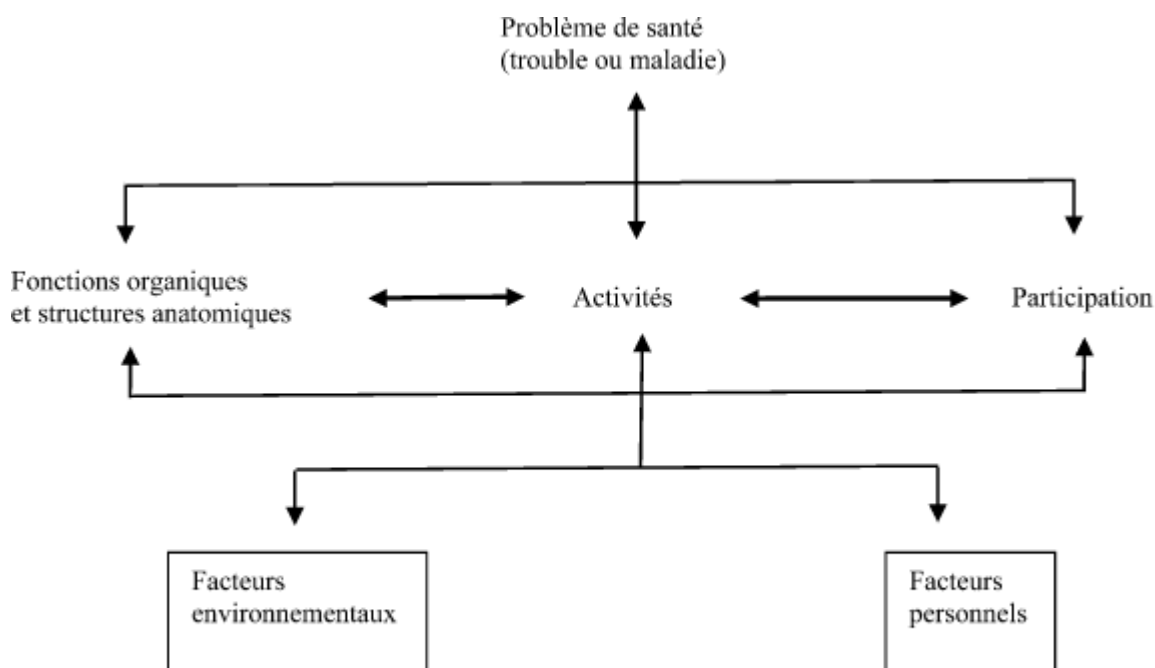 Problème de santé
(trouble ou maladie)
Fonctions organiques
et structures anatomiques
Activités
Participation
Facteurs
environnementaux
Facteurs
personnels